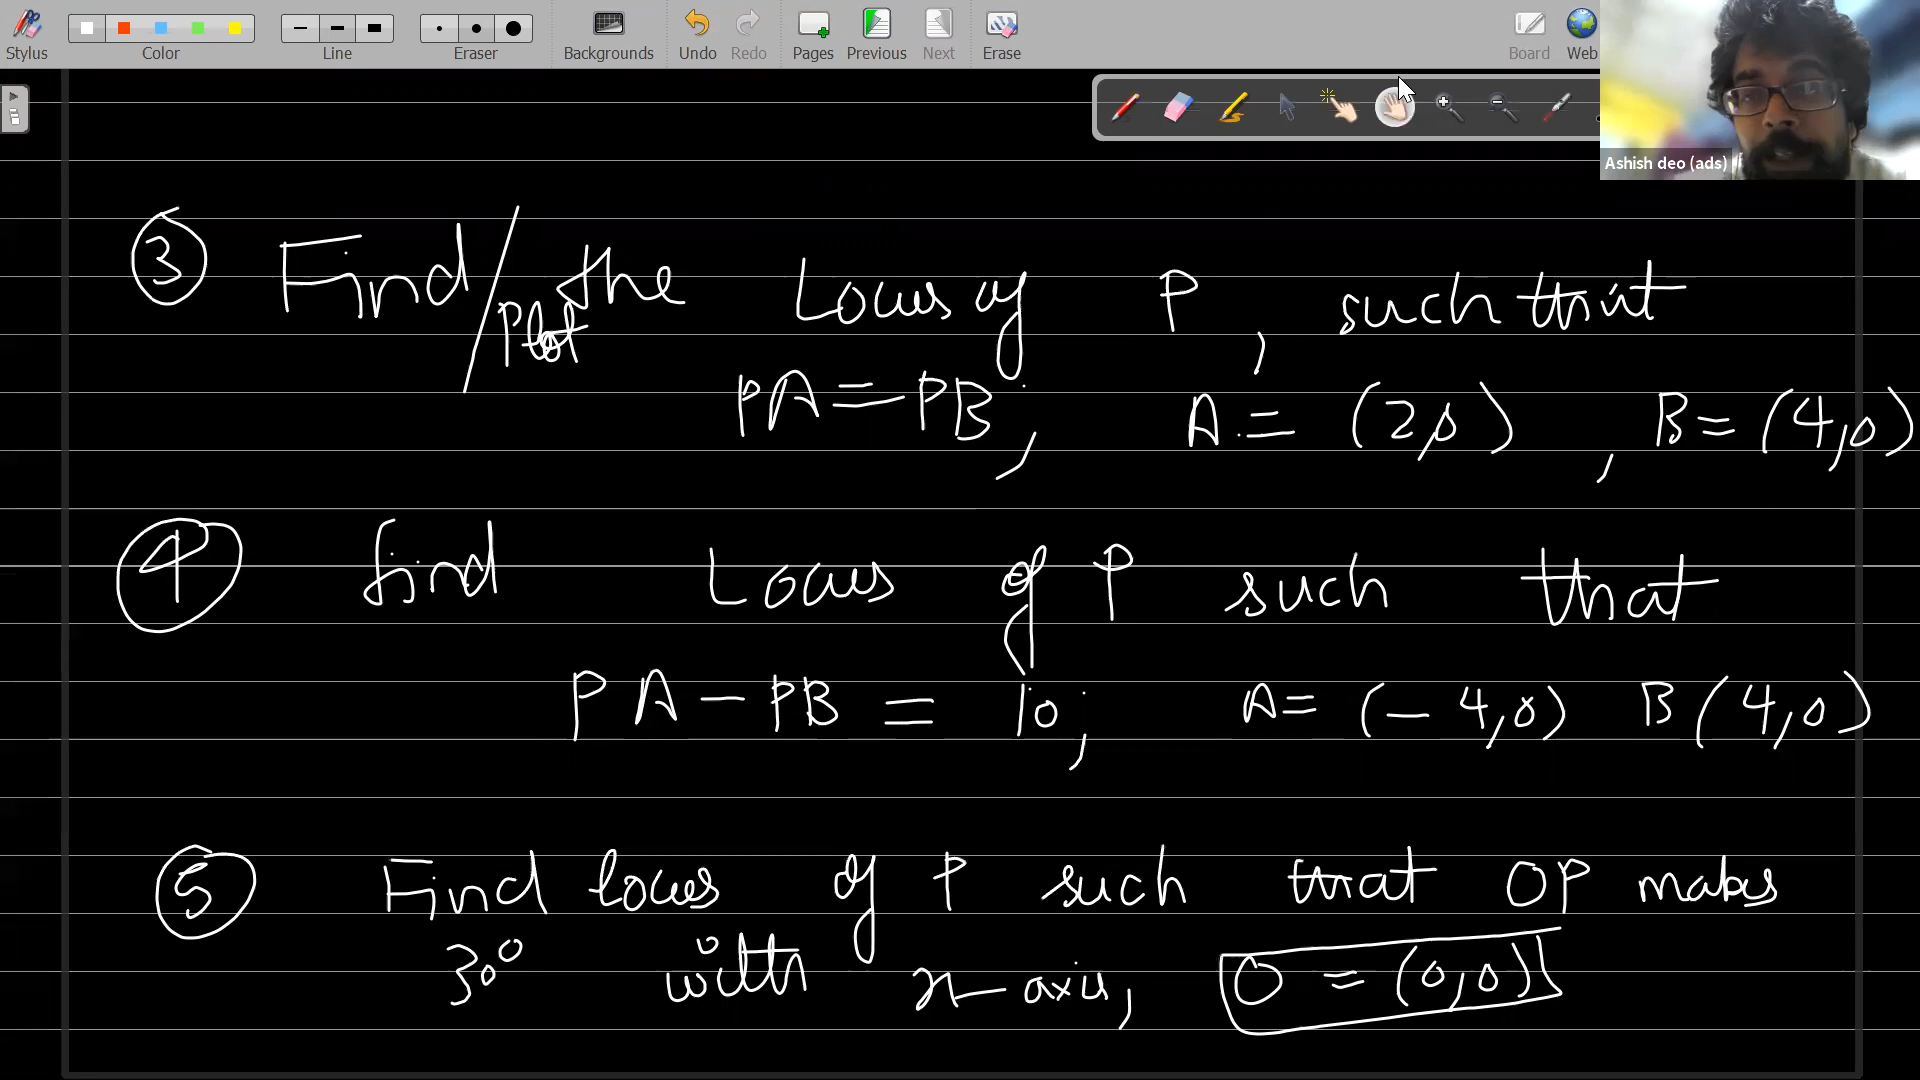 Stylus Color Line Eraser Backgrounds Undo Redo Pages Previous Next Erase Board Web
Ashish deo (ads)
③ Find/Plot the Locus of P, such that
PA = PB; A = (2,0), B = (4,0)
④ find Locus of P such that
PA - PB = 10; A = (-4,0) B(4,0)
⑤ Find locus of P such that OP makes
30° with x-axis, O = (0,0)